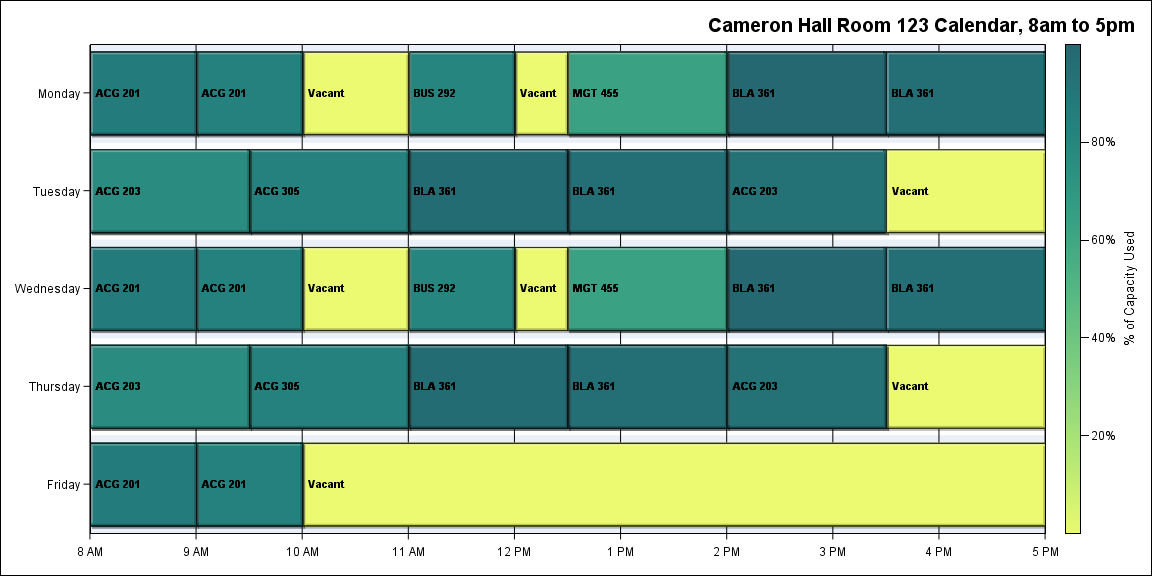 Cameron Hall Room 123 Calendar, 8am to 5pm
Monday ACG 201 ACG 201 Vacant BUS 292 Vacant MGT 455 BLA 361 BLA 361
80%
Tuesday ACG 203 ACG 305 BLA 361 BLA 361 ACG 203 Vacant
60%
% of Capacity Used
Wednesday ACG 201 ACG 201 Vacant BUS 292 Vacant MGT 455 BLA 361 BLA 361
40%
Thursday ACG 203 ACG 305 BLA 361 BLA 361 ACG 203 Vacant
20%
Friday ACG 201 ACG 201 Vacant
8 AM 9 AM 10 AM 11 AM 12 PM 1 PM 2 PM 3 PM 4 PM 5 PM